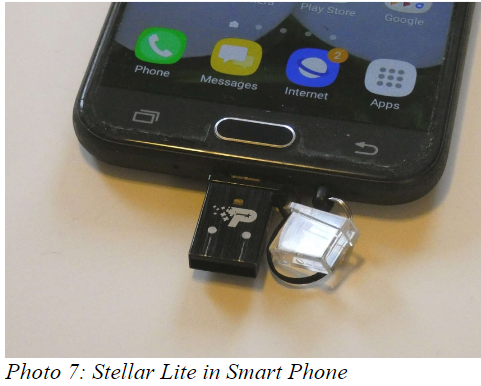 Play Store
Google
2
Phone
Messages
Internet
Apps
P
Photo 7: Stellar Lite in Smart Phone